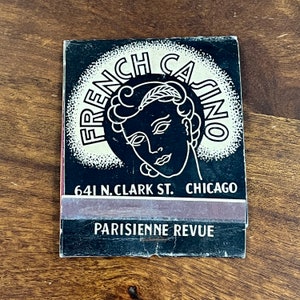 FRENCH CASINO
641 N. CLARK ST. CHICAGO
PARISIENNE REVUE